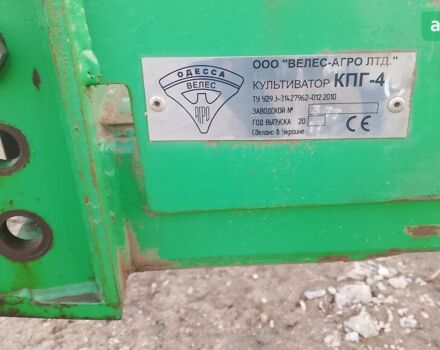 ООО "ВЕЛЕС-АГРО ЛТД."
ОДЕССА
ВЕЛЕС
АГРО
КУЛЬТИВАТОР КПГ-4
ТУ У29.3-31427962-012:2010
ЗАВОДСКОЙ №
ГОД ВЫПУСКА 20
Сделано в Украине
CE